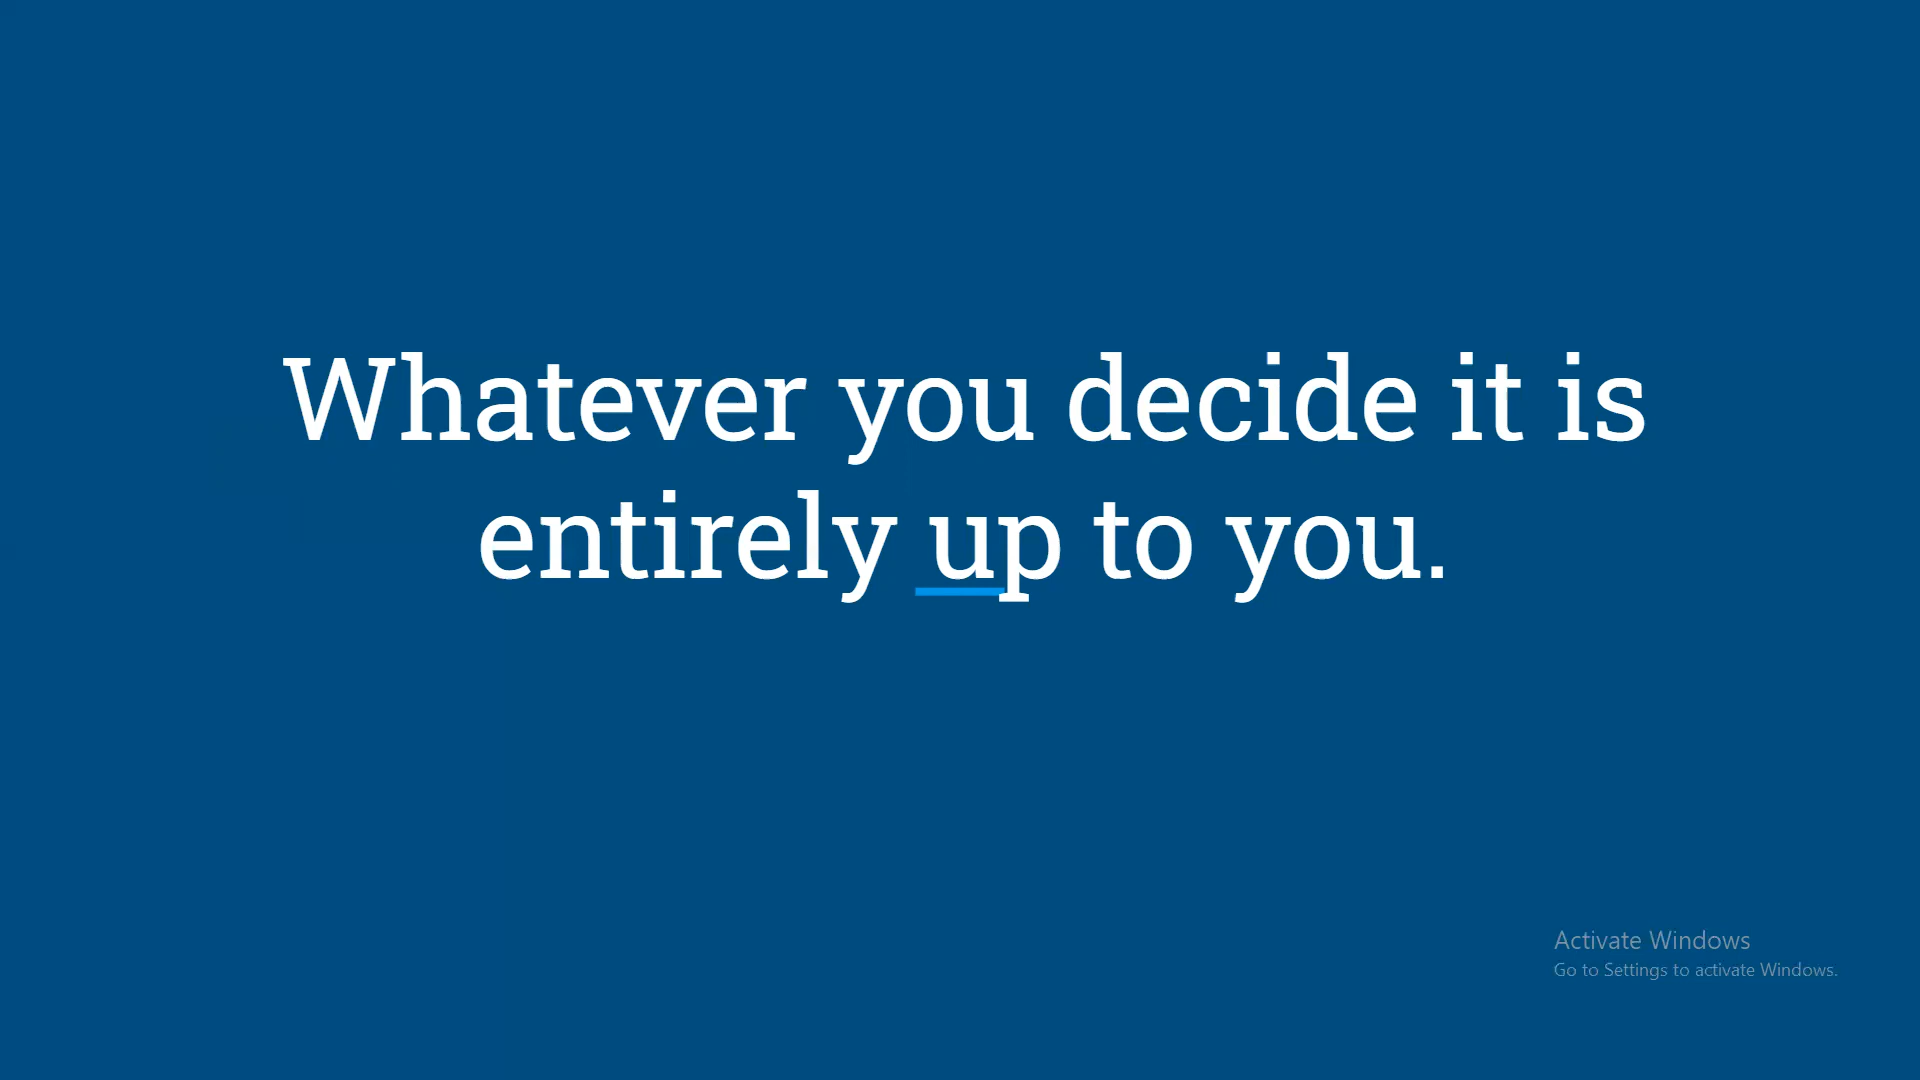 Whatever you decide it is
entirely up to you.
Activate Windows
Go to Settings to activate Windows.